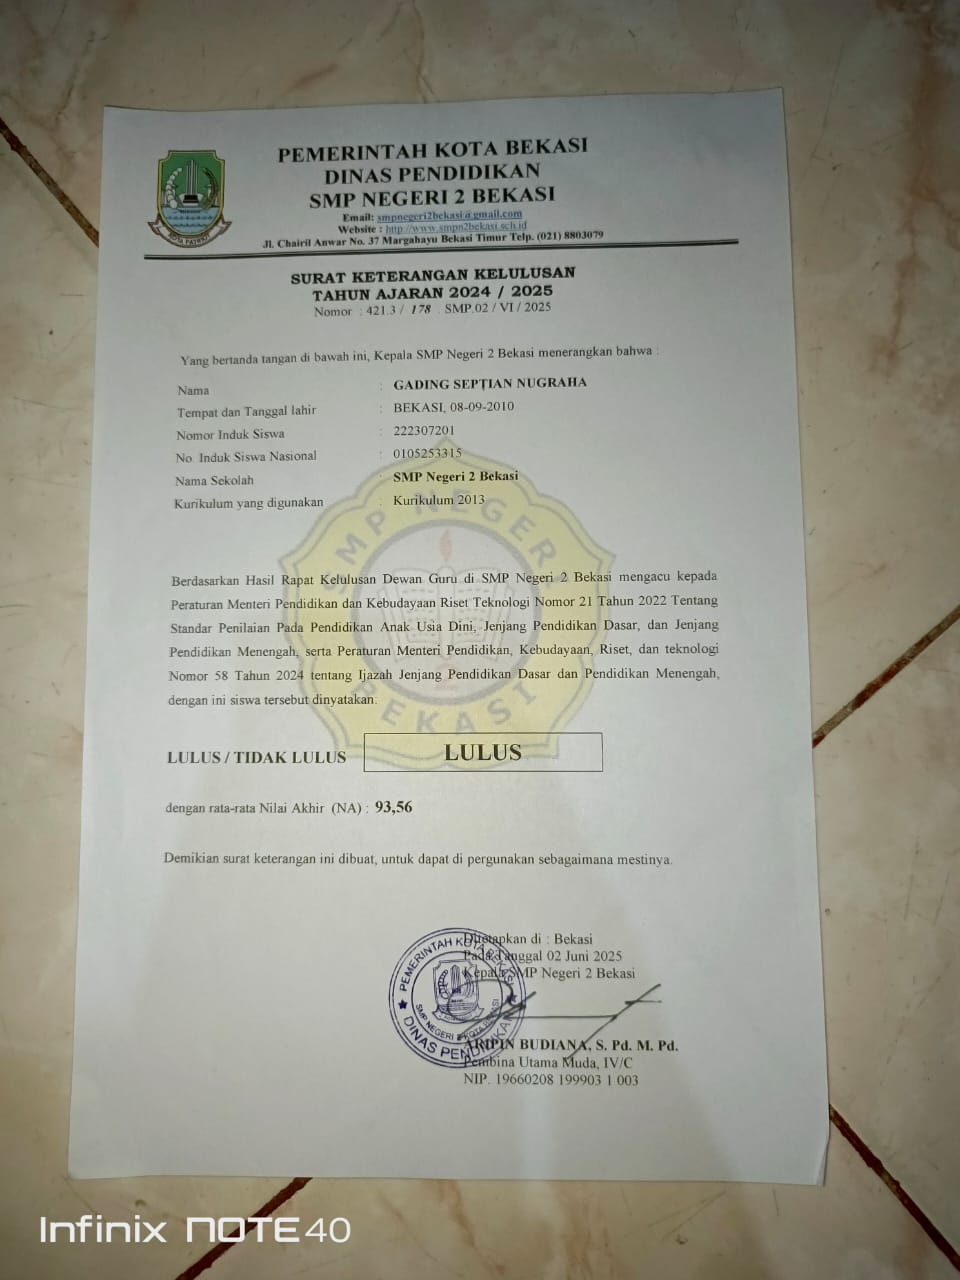 PEMERINTAH KOTA BEKASI
DINAS PENDIDIKAN
SMP NEGERI 2 BEKASI
Email: smpnegeri2bekasi@gmail.com
Website : http://www.smpn2bekasi.sch.id
Jl. Chairil Anwar No. 37 Margahayu Bekasi Timur Telp. (021) 8803079
KOTA PATRIOT
SURAT KETERANGAN KELULUSAN
TAHUN AJARAN 2024 / 2025
Nomor : 421.3 / 178 . SMP.02 / VI / 2025
Yang bertanda tangan di bawah ini, Kepala SMP Negeri 2 Bekasi menerangkan bahwa :
Nama : GADING SEPTIAN NUGRAHA
Tempat dan Tanggal lahir : BEKASI, 08-09-2010
Nomor Induk Siswa : 222307201
No. Induk Siswa Nasional : 0105253315
Nama Sekolah : SMP Negeri 2 Bekasi
Kurikulum yang digunakan : Kurikulum 2013
SMP NEGERI 2
BEKASI
Berdasarkan Hasil Rapat Kelulusan Dewan Guru di SMP Negeri 2 Bekasi mengacu kepada
Peraturan Menteri Pendidikan dan Kebudayaan Riset Teknologi Nomor 21 Tahun 2022 Tentang
Standar Penilaian Pada Pendidikan Anak Usia Dini, Jenjang Pendidikan Dasar, dan Jenjang
Pendidikan Menengah, serta Peraturan Menteri Pendidikan, Kebudayaan, Riset, dan teknologi
Nomor 58 Tahun 2024 tentang Ijazah Jenjang Pendidikan Dasar dan Pendidikan Menengah,
dengan ini siswa tersebut dinyatakan:
LULUS / TIDAK LULUS LULUS
dengan rata-rata Nilai Akhir (NA) : 93,56
Demikian surat keterangan ini dibuat, untuk dapat di pergunakan sebagaimana mestinya.
Ditetapkan di : Bekasi
Pada Tanggal 02 Juni 2025
Kepala SMP Negeri 2 Bekasi
PEMERINTAH KOTA BEKASI
SMP NEGERI 2 KOTA BEKASI
DINAS PENDIDIKAN
ARIPIN BUDIANA, S. Pd. M. Pd.
Pembina Utama Muda, IV/C
NIP. 19660208 199903 1 003
Infinix NOTE 40